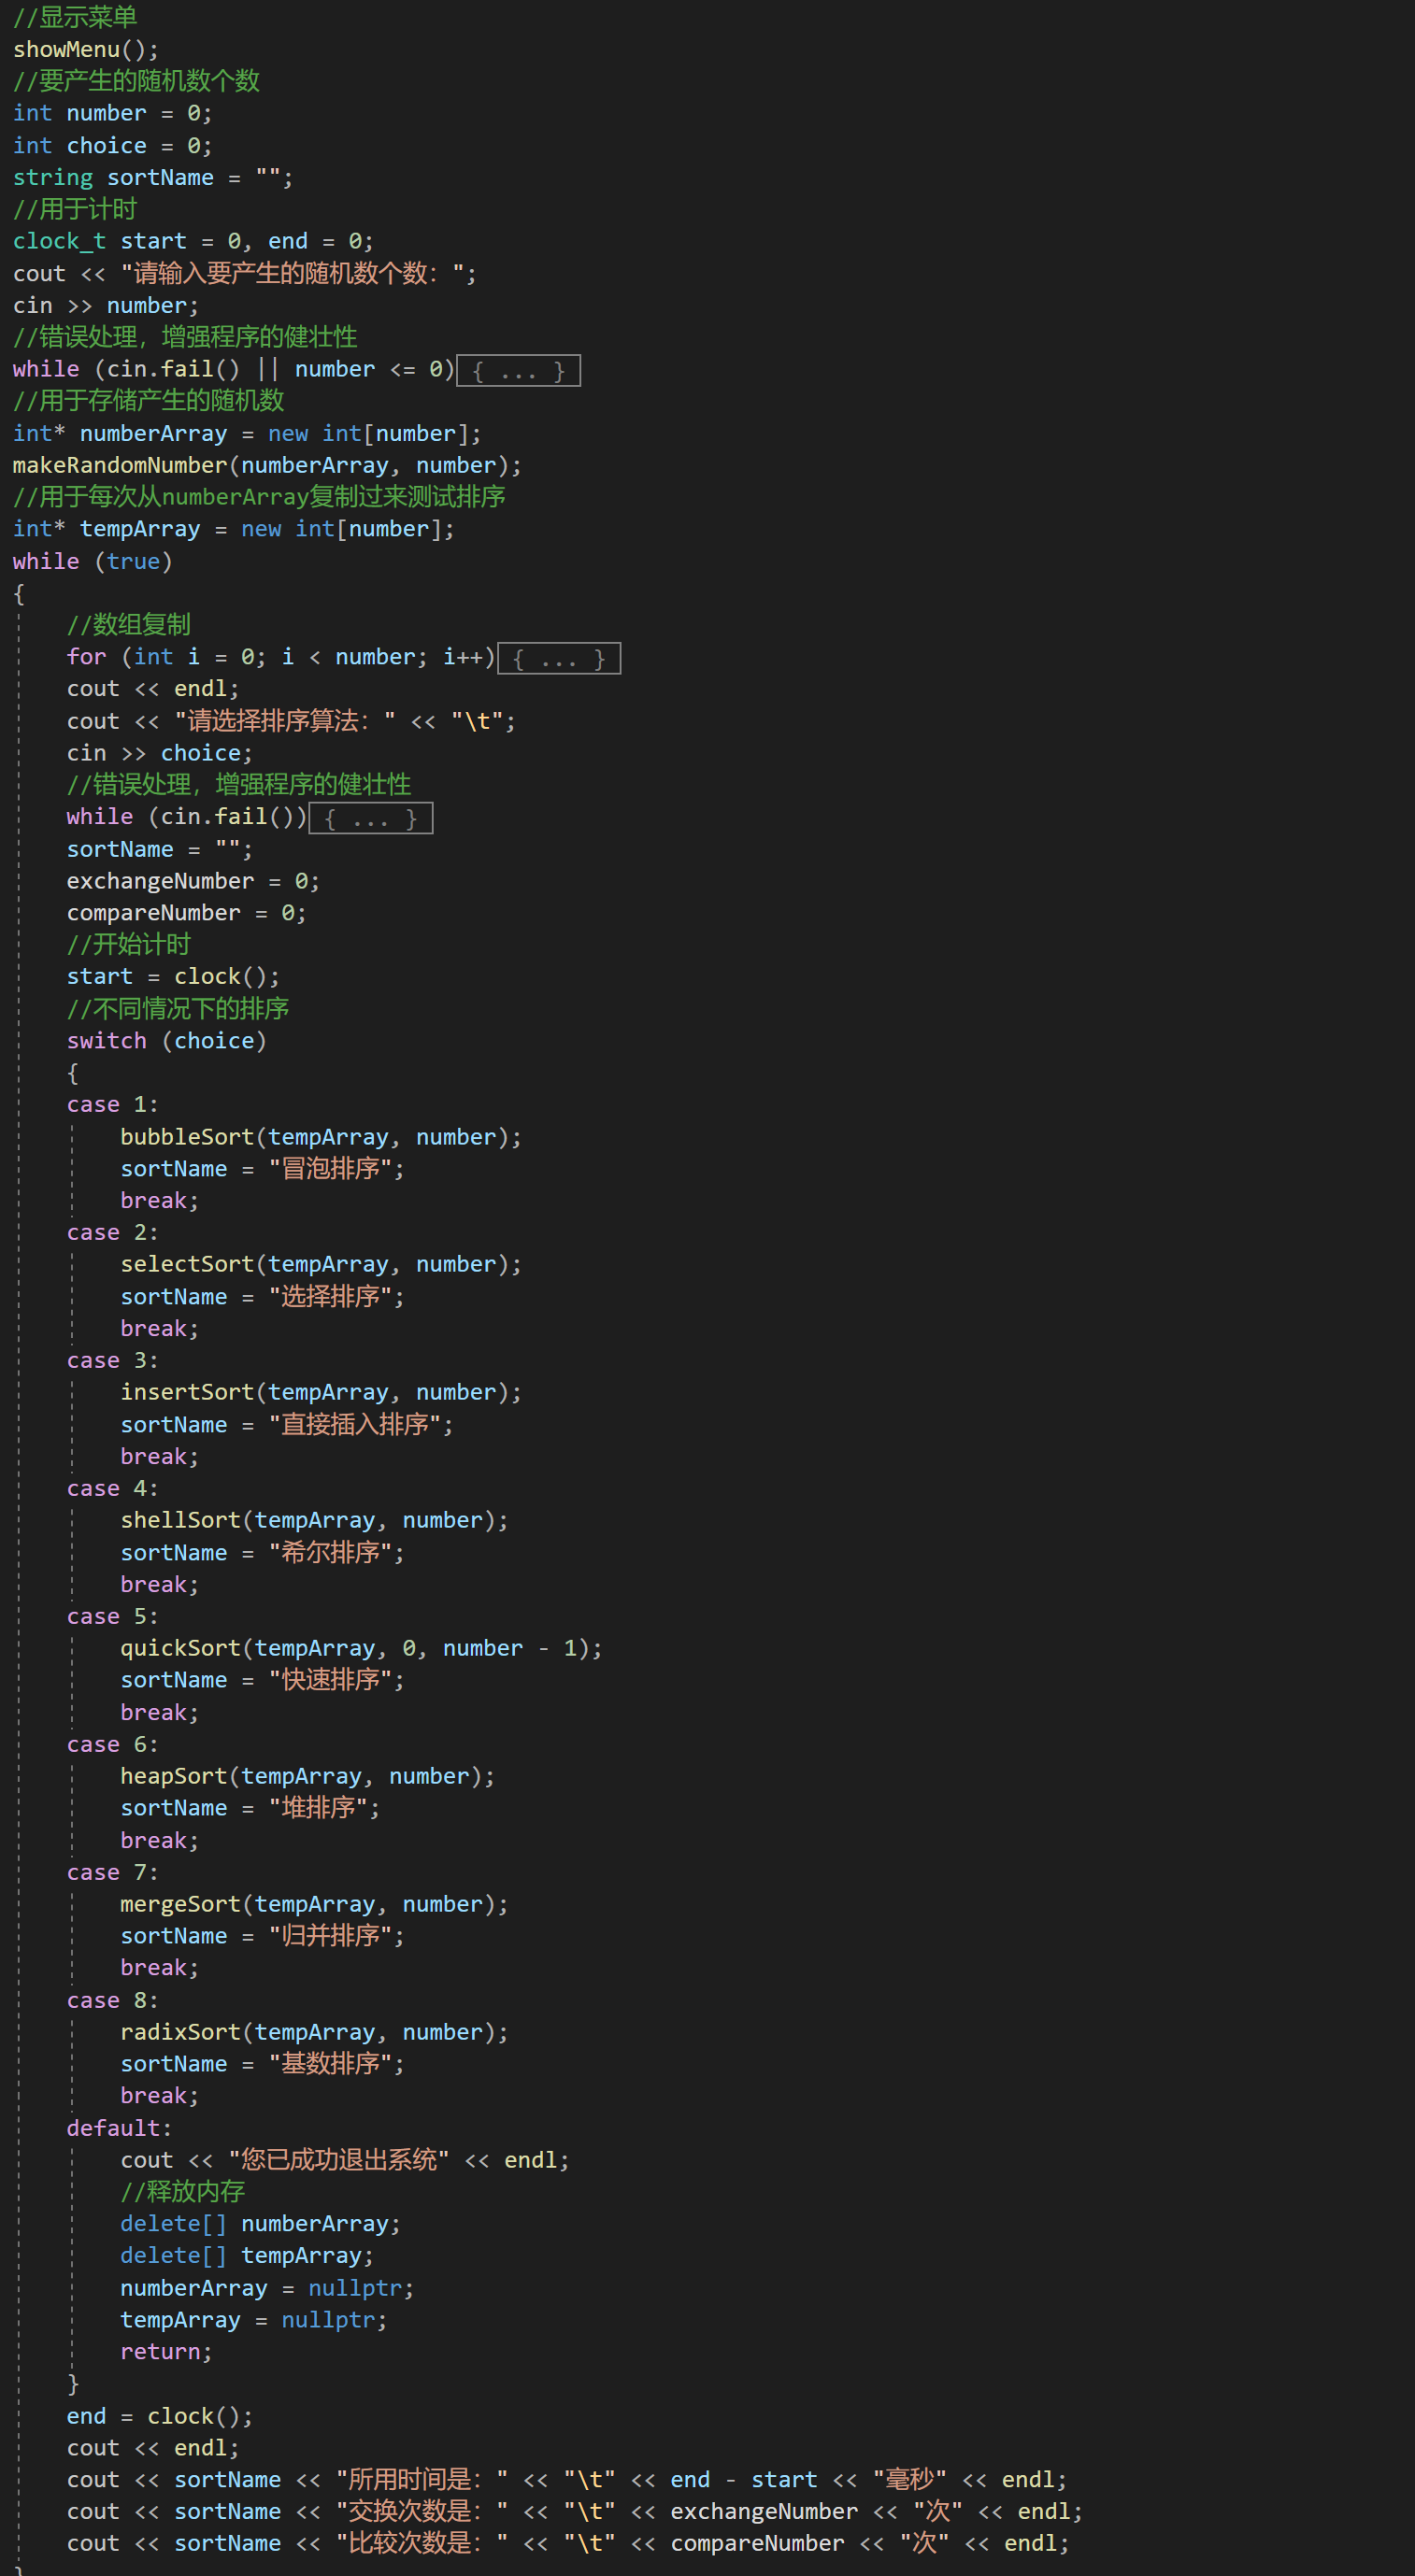 //显示菜单
showMenu();
//要产生的随机数个数
int number = 0;
int choice = 0;
string sortName = "";
//用于计时
clock_t start = 0, end = 0;
cout << "请输入要产生的随机数个数：";
cin >> number;
//错误处理，增强程序的健壮性
while (cin.fail() || number <= 0){ ... }
//用于存储产生的随机数
int* numberArray = new int[number];
makeRandomNumber(numberArray, number);
//用于每次从numberArray复制过来测试排序
int* tempArray = new int[number];
while (true)
{
    //数组复制
    for (int i = 0; i < number; i++){ ... }
    cout << endl;
    cout << "请选择排序算法：" << "\t";
    cin >> choice;
    //错误处理，增强程序的健壮性
    while (cin.fail()){ ... }
    sortName = "";
    exchangeNumber = 0;
    compareNumber = 0;
    //开始计时
    start = clock();
    //不同情况下的排序
    switch (choice)
    {
    case 1:
        bubbleSort(tempArray, number);
        sortName = "冒泡排序";
        break;
    case 2:
        selectSort(tempArray, number);
        sortName = "选择排序";
        break;
    case 3:
        insertSort(tempArray, number);
        sortName = "直接插入排序";
        break;
    case 4:
        shellSort(tempArray, number);
        sortName = "希尔排序";
        break;
    case 5:
        quickSort(tempArray, 0, number - 1);
        sortName = "快速排序";
        break;
    case 6:
        heapSort(tempArray, number);
        sortName = "堆排序";
        break;
    case 7:
        mergeSort(tempArray, number);
        sortName = "归并排序";
        break;
    case 8:
        radixSort(tempArray, number);
        sortName = "基数排序";
        break;
    default:
        cout << "您已成功退出系统" << endl;
        //释放内存
        delete[] numberArray;
        delete[] tempArray;
        numberArray = nullptr;
        tempArray = nullptr;
        return;
    }
    end = clock();
    cout << endl;
    cout << sortName << "所用时间是：" << "\t" << end - start << "毫秒" << endl;
    cout << sortName << "交换次数是：" << "\t" << exchangeNumber << "次" << endl;
    cout << sortName << "比较次数是：" << "\t" << compareNumber << "次" << endl;
}